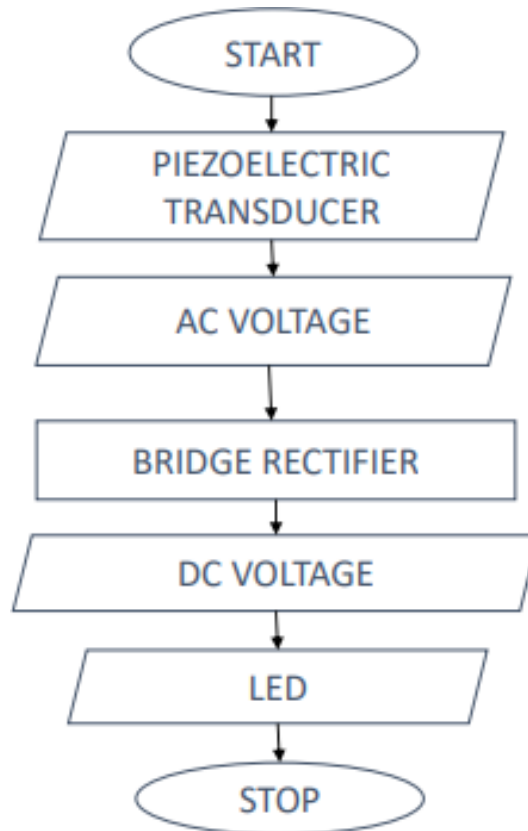 START
PIEZOELECTRIC
TRANSDUCER
AC VOLTAGE
BRIDGE RECTIFIER
DC VOLTAGE
LED
STOP